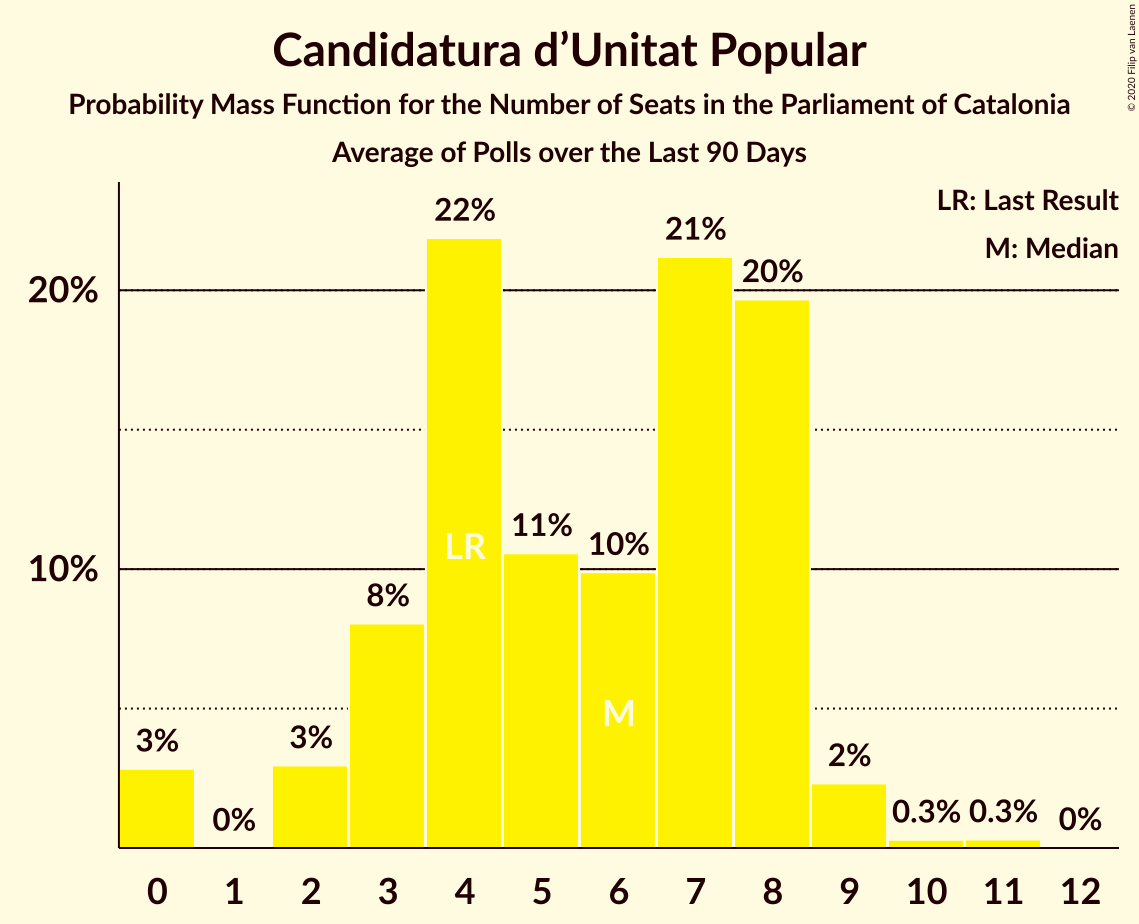 Candidatura d’Unitat Popular
Probability Mass Function for the Number of Seats in the Parliament of Catalonia
Average of Polls over the Last 90 Days
© 2020 Filip van Laenen
LR: Last Result
M: Median
20%
10%
3%
0%
3%
8%
22%
LR
11%
10%
M
21%
20%
2%
0.3%
0.3%
0%
0 1 2 3 4 5 6 7 8 9 10 11 12